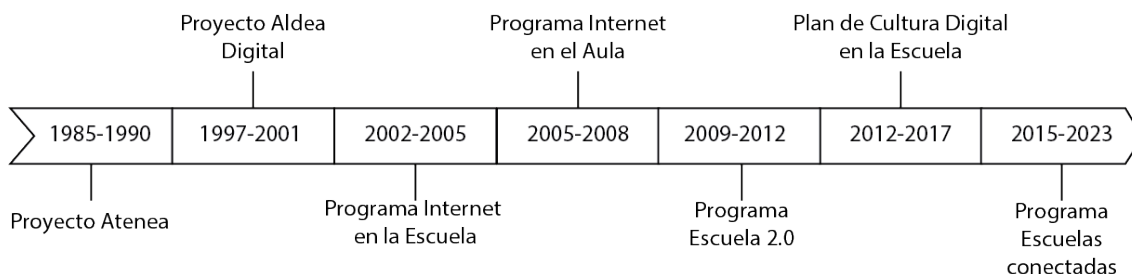 Proyecto Aldea
Digital
Programa Internet
en el Aula
Plan de Cultura Digital
en la Escuela
1985-1990
1997-2001
2002-2005
2005-2008
2009-2012
2012-2017
2015-2023
Proyecto Atenea
Programa Internet
en la Escuela
Programa
Escuela 2.0
Programa
Escuelas
conectadas